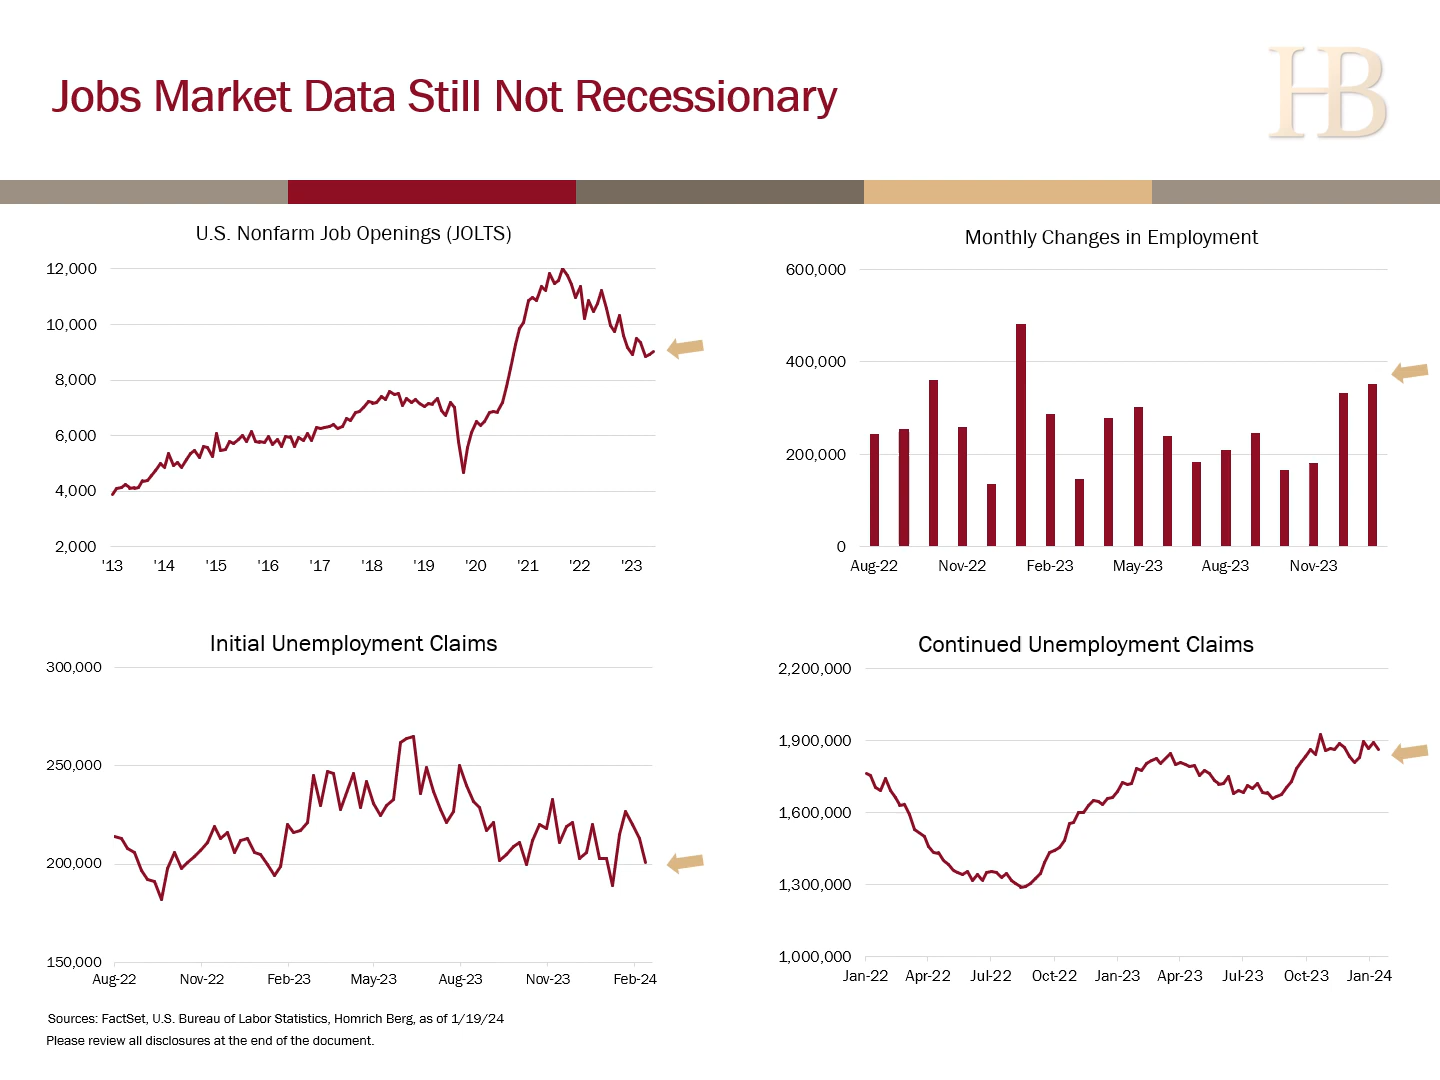 Jobs Market Data Still Not Recessionary
HB
U.S. Nonfarm Job Openings (JOLTS)
12,000
10,000
8,000
6,000
4,000
2,000
'13 '14 '15 '16 '17 '18 '19 '20 '21 '22 '23
Monthly Changes in Employment
600,000
400,000
200,000
0
Aug-22 Nov-22 Feb-23 May-23 Aug-23 Nov-23
Initial Unemployment Claims
300,000
250,000
200,000
150,000
Aug-22 Nov-22 Feb-23 May-23 Aug-23 Nov-23 Feb-24
Continued Unemployment Claims
2,200,000
1,900,000
1,600,000
1,300,000
1,000,000
Jan-22 Apr-22 Jul-22 Oct-22 Jan-23 Apr-23 Jul-23 Oct-23 Jan-24
Sources: FactSet, U.S. Bureau of Labor Statistics, Homrich Berg, as of 1/19/24
Please review all disclosures at the end of the document.